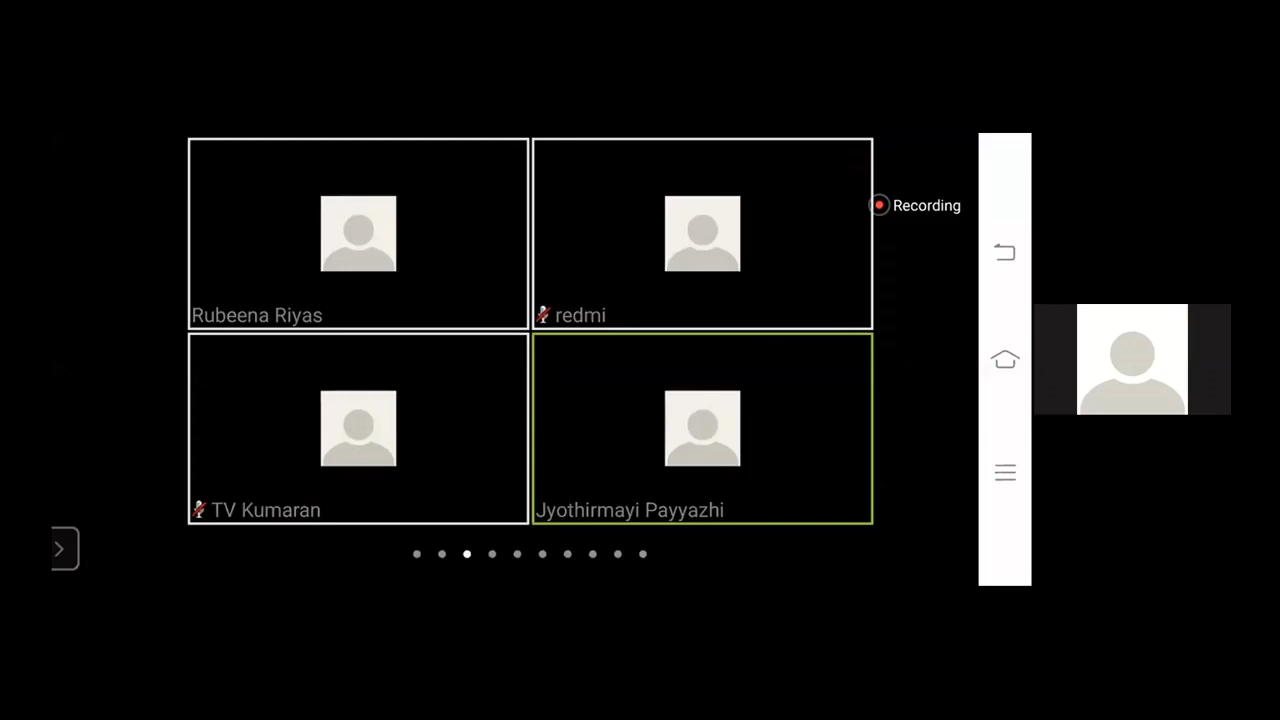 Recording
Rubeena Riyas
redmi
TV Kumaran
Jyothirmayi Payyazhi